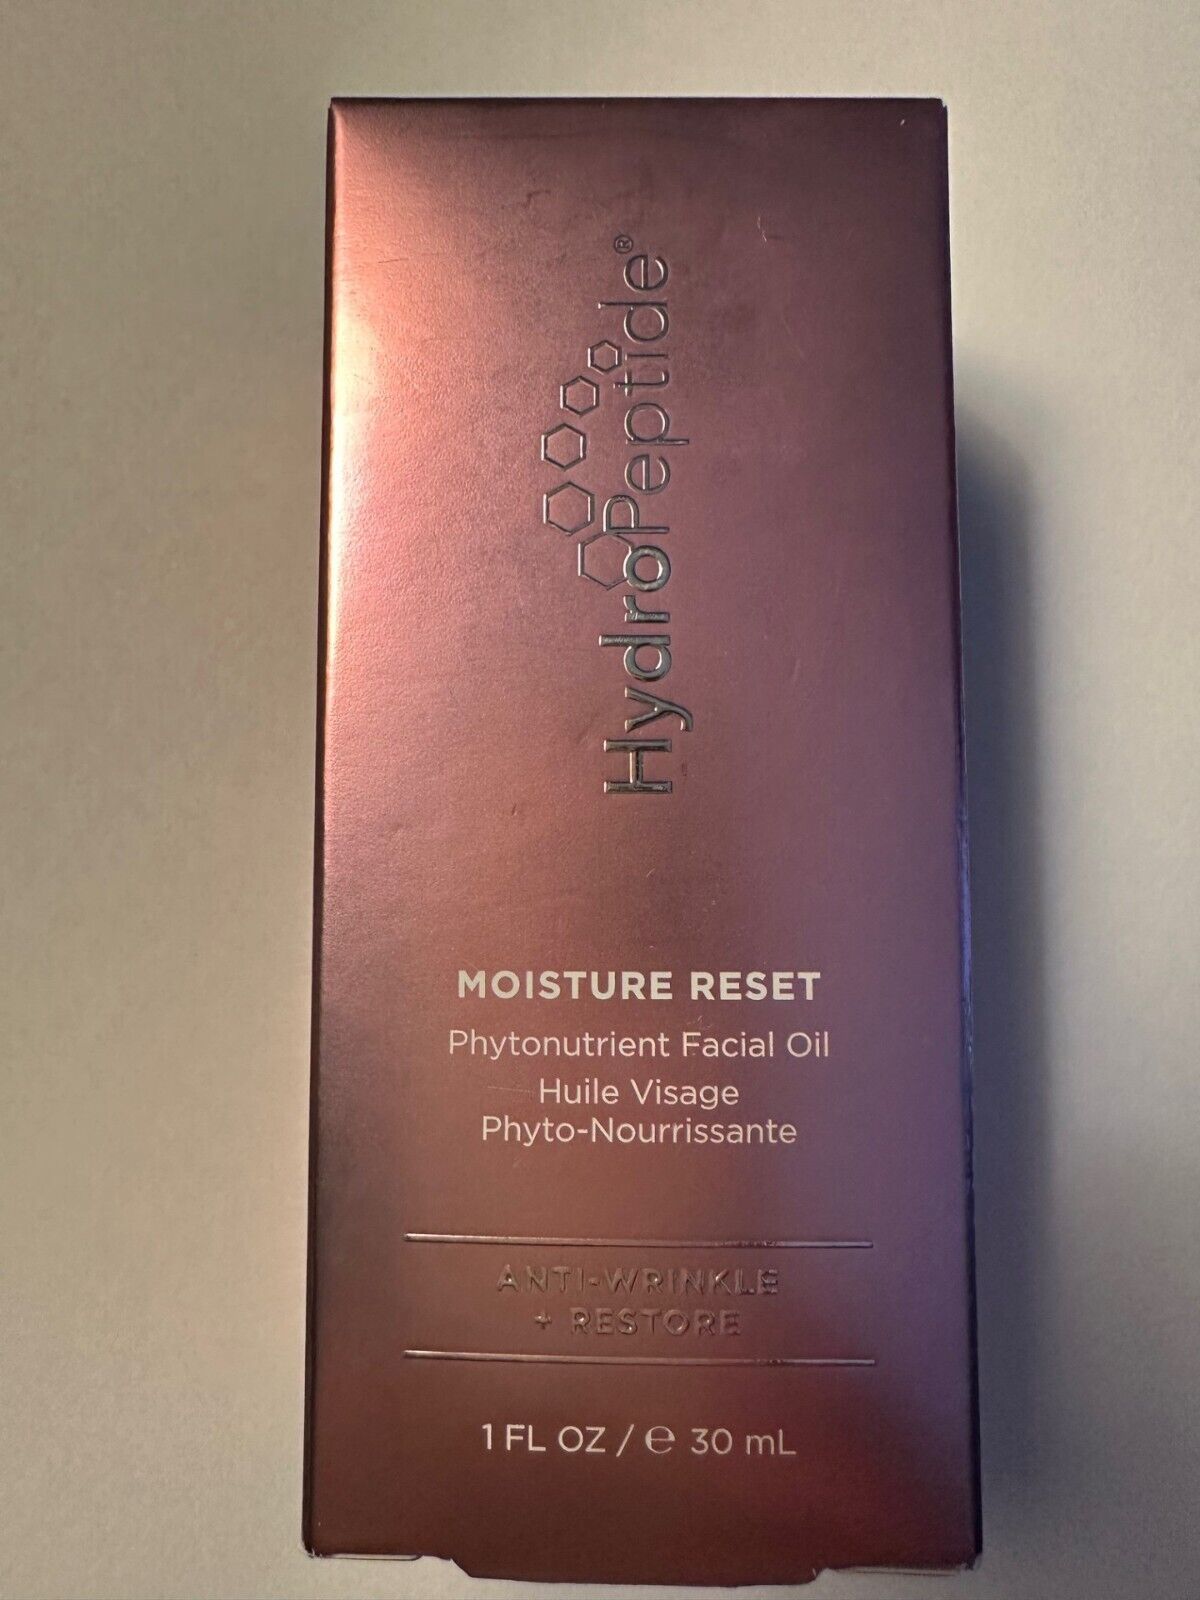 HydroPeptide®
MOISTURE RESET
Phytonutrient Facial Oil
Huile Visage
Phyto-Nourrissante
ANTI-WRINKLE
+ RESTORE
1 FL OZ / ℮ 30 mL